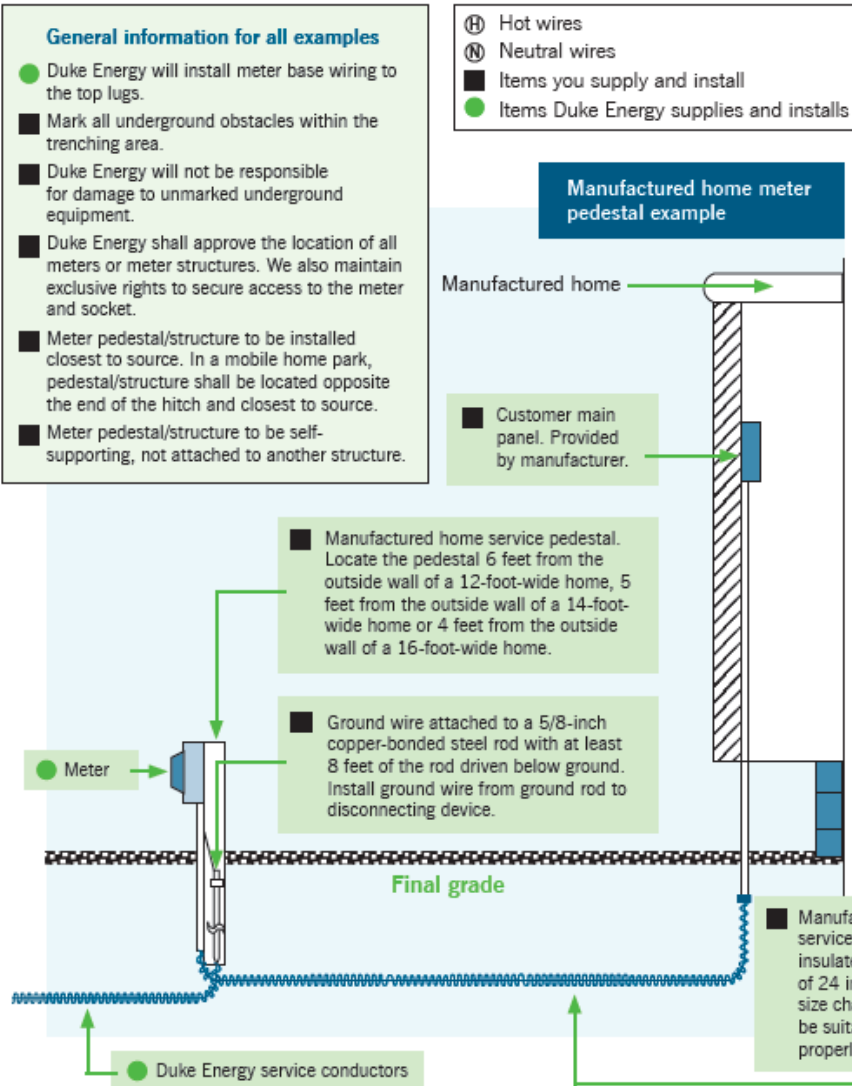 General information for all examples
Duke Energy will install meter base wiring to
the top lugs.
Mark all underground obstacles within the
trenching area.
Duke Energy will not be responsible
for damage to unmarked underground
equipment.
Duke Energy shall approve the location of all
meters or meter structures. We also maintain
exclusive rights to secure access to the meter
and socket.
Meter pedestal/structure to be installed
closest to source. In a mobile home park,
pedestal/structure shall be located opposite
the end of the hitch and closest to source.
Meter pedestal/structure to be self-
supporting, not attached to another structure.
H Hot wires
N Neutral wires
Items you supply and install
Items Duke Energy supplies and installs
Manufactured home meter
pedestal example
Manufactured home
Customer main
panel. Provided
by manufacturer.
Manufactured home service pedestal.
Locate the pedestal 6 feet from the
outside wall of a 12-foot-wide home, 5
feet from the outside wall of a 14-foot-
wide home or 4 feet from the outside
wall of a 16-foot-wide home.
Ground wire attached to a 5/8-inch
copper-bonded steel rod with at least
8 feet of the rod driven below ground.
Install ground wire from ground rod to
disconnecting device.
Meter
Final grade
service
of 24
size
be
Duke Energy service conductors